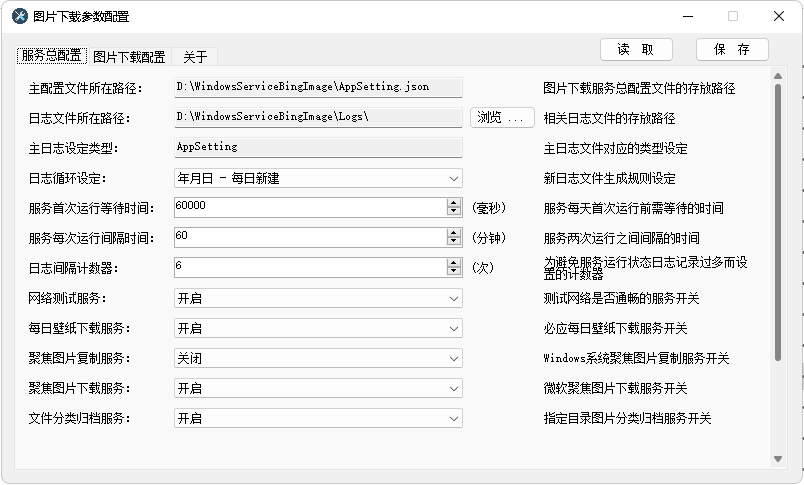 图片下载参数配置
服务总配置 图片下载配置 关于 读 取 保 存
主配置文件所在路径： D:\WindowsServiceBingImage\AppSetting.json 图片下载服务总配置文件的存放路径
日志文件所在路径： D:\WindowsServiceBingImage\Logs\ 浏览 ... 相关日志文件的存放路径
主日志设定类型： AppSetting 主日志文件对应的类型设定
日志循环设定： 年月日 - 每日新建 新日志文件生成规则设定
服务首次运行等待时间： 60000 (毫秒) 服务每天首次运行前需等待的时间
服务每次运行间隔时间： 60 (分钟) 服务两次运行之间间隔的时间
日志间隔计数器： 6 (次) 为避免服务运行状态日志记录过多而设
置的计数器
网络测试服务： 开启 测试网络是否通畅的服务开关
每日壁纸下载服务： 开启 必应每日壁纸下载服务开关
聚焦图片复制服务： 关闭 Windows系统聚焦图片复制服务开关
聚焦图片下载服务： 开启 微软聚焦图片下载服务开关
文件分类归档服务： 开启 指定目录图片分类归档服务开关